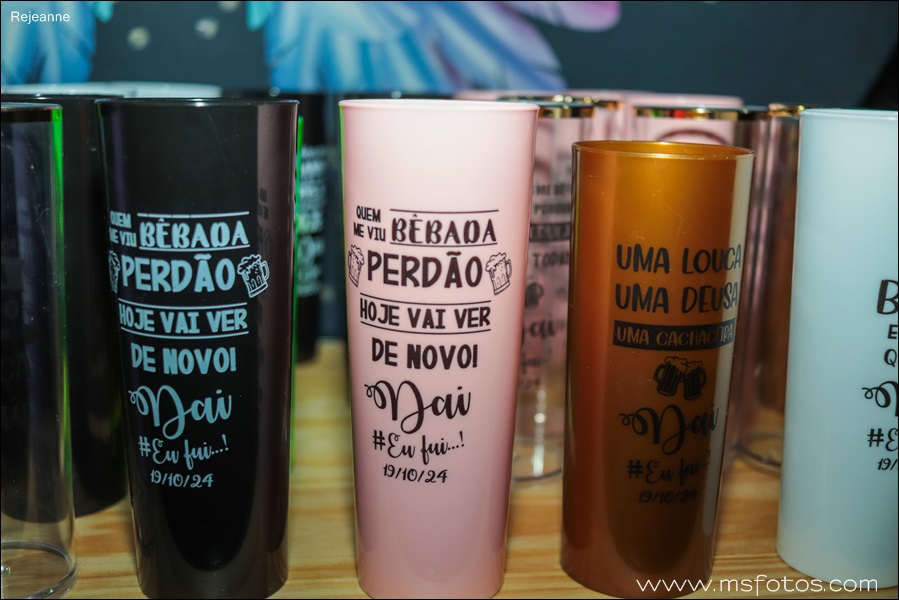 Rejeanne
QUEM
ME VIU
BÊBADA
PERDÃO
HOJE VAI VER
DE NOVO!
Dai
#Eu fui...!
19/10/24
QUEM
ME VIU
BÊBADA
PERDÃO
HOJE VAI VER
DE NOVO!
Dai
#Eu fui...!
19/10/24
UMA LOUCA
UMA DEUSA
UMA CACHACEIRA
Dai
#Eu fui...!
19/10/24
www.msfotos.com